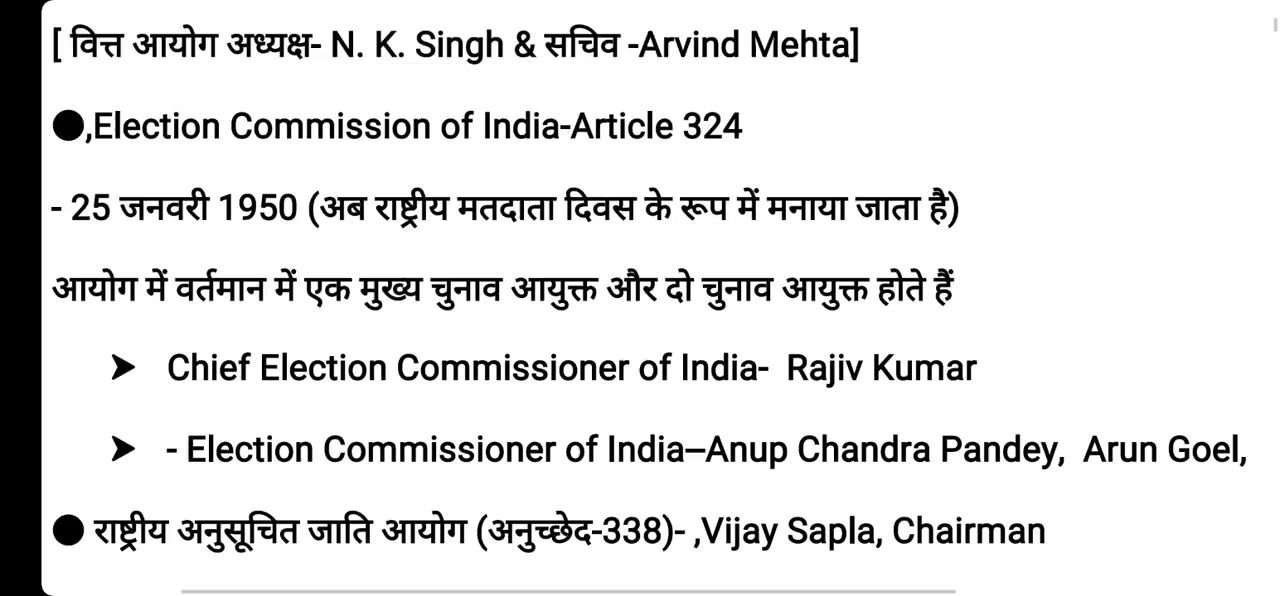 [ वित्त आयोग अध्यक्ष- N. K. Singh & सचिव -Arvind Mehta]
●,Election Commission of India-Article 324
- 25 जनवरी 1950 (अब राष्ट्रीय मतदाता दिवस के रूप में मनाया जाता है)
आयोग में वर्तमान में एक मुख्य चुनाव आयुक्त और दो चुनाव आयुक्त होते हैं
➤ Chief Election Commissioner of India- Rajiv Kumar
➤ - Election Commissioner of India–Anup Chandra Pandey, Arun Goel,
● राष्ट्रीय अनुसूचित जाति आयोग (अनुच्छेद-338)- ,Vijay Sapla, Chairman